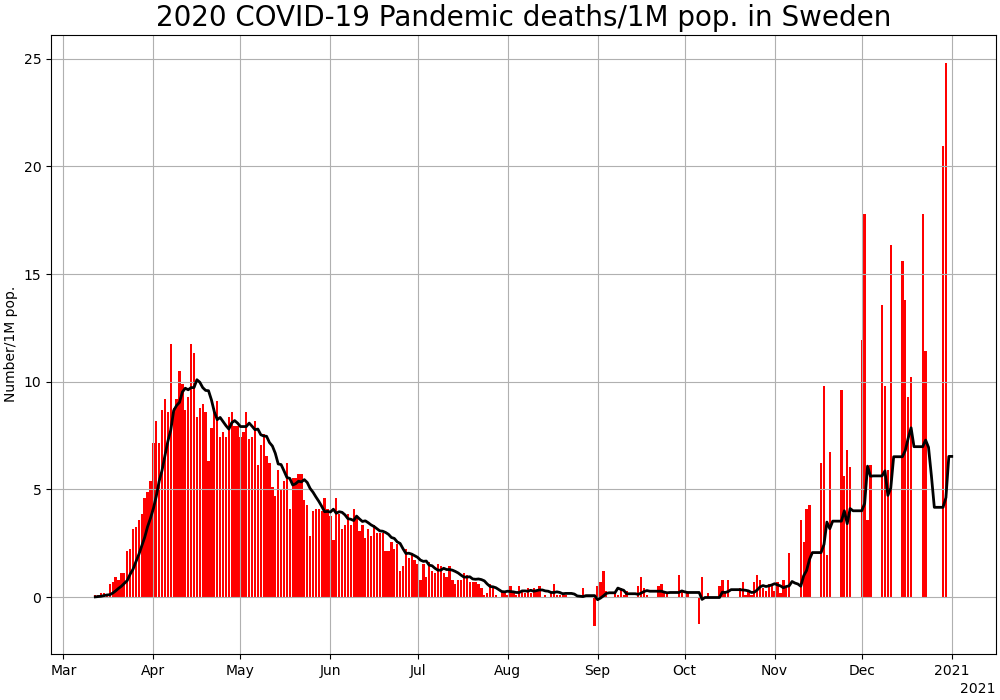 2020 COVID-19 Pandemic deaths/1M pop. in Sweden
Number/1M pop.
25
20
15
10
5
0
Mar Apr May Jun Jul Aug Sep Oct Nov Dec 2021
2021